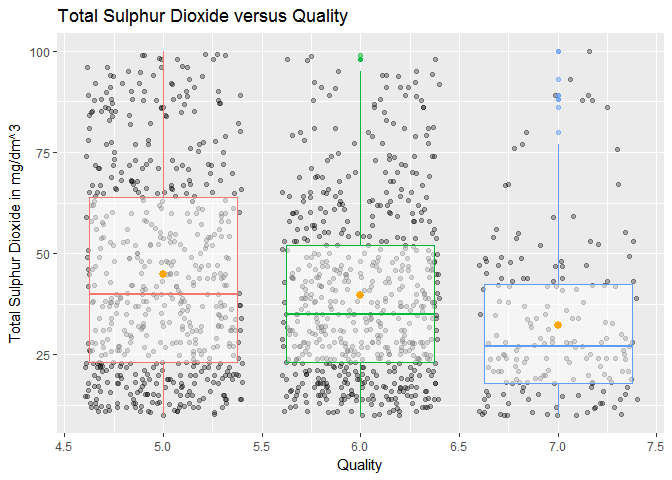 Total Sulphur Dioxide versus Quality
Total Sulphur Dioxide in mg/dm^3
100
75
50
25
4.5 5.0 5.5 6.0 6.5 7.0 7.5
Quality